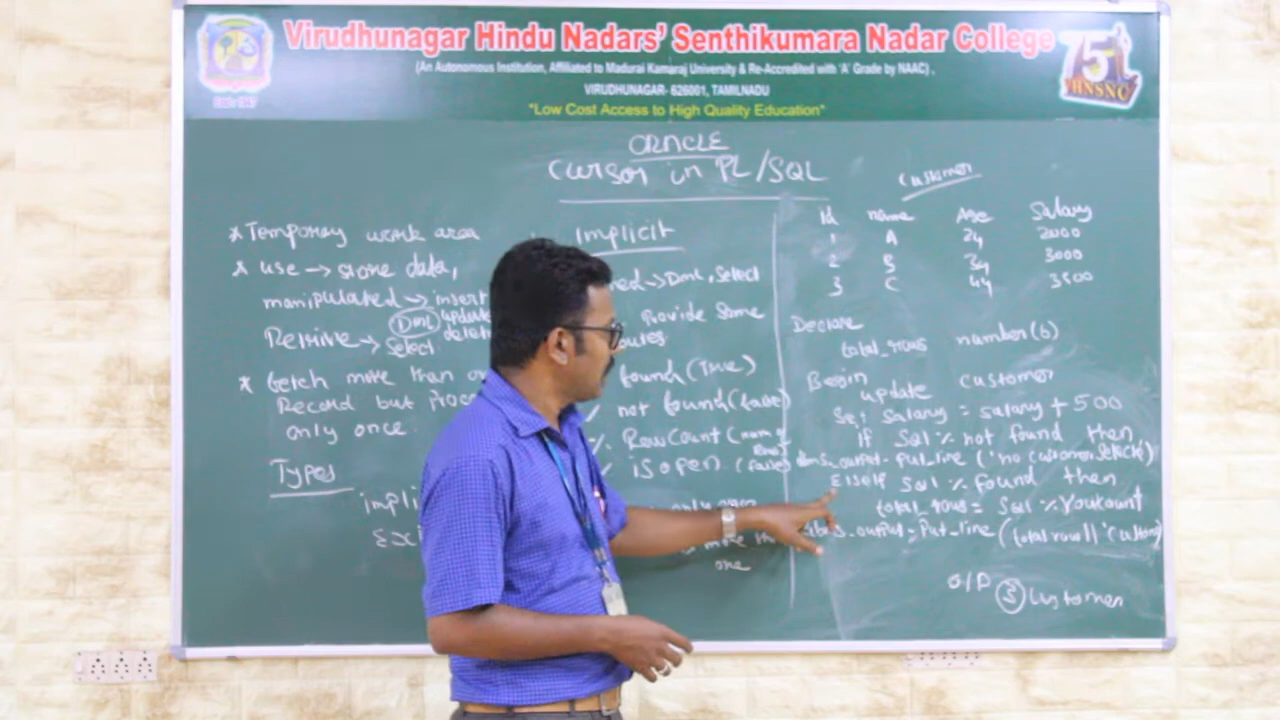 Virudhunagar Hindu Nadars' Senthikumara Nadar College
(An Autonomous Institution, Affiliated to Madurai Kamaraj University & Re-Accredited with 'A' Grade by NAAC) .
VIRUDHUNAGAR- 626001, TAMILNADU
"Low Cost Access to High Quality Education"
75
VHNSNC
ORACLE
Cursor in PL/SQL
* Temporary work area
* use → store data,
manipulated → insert
Dml update
Retrive → Select delete
* fetch more than
Record but
only once
Types
impli
Ex
Implicit
→ Dml, Select
Provide Some
found (True)
% not found (false)
% RowCount
% isopen (false)
more
one
Customer
Id name Age Salary
1 A 24 2000
2 B 34 3000
3 C 44 3500
Declare
total_rows number(6)
Begin
update customer
Set Salary = salary + 500
If SQL % not found then
dbms_output.put_line ('no customer selected')
Elseif SQL % found then
total_rows = SQL % rowcount
dbms_output.put_line (total rows ||
O/P 3 Customer